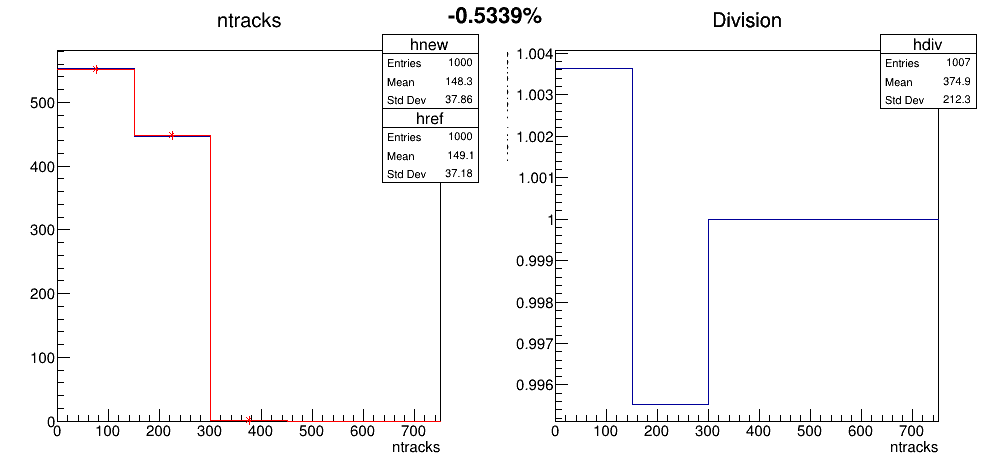 -0.5339%
ntracks
hnew
Entries 1000
Mean 148.3
Std Dev 37.86
href
Entries 1000
Mean 149.1
Std Dev 37.18
500
400
300
200
100
0
0 100 200 300 400 500 600 700
ntracks
Division
hdiv
Entries 1007
Mean 374.9
Std Dev 212.3
1.004
1.003
1.002
1.001
1
0.999
0.998
0.997
0.996
0 100 200 300 400 500 600 700
ntracks